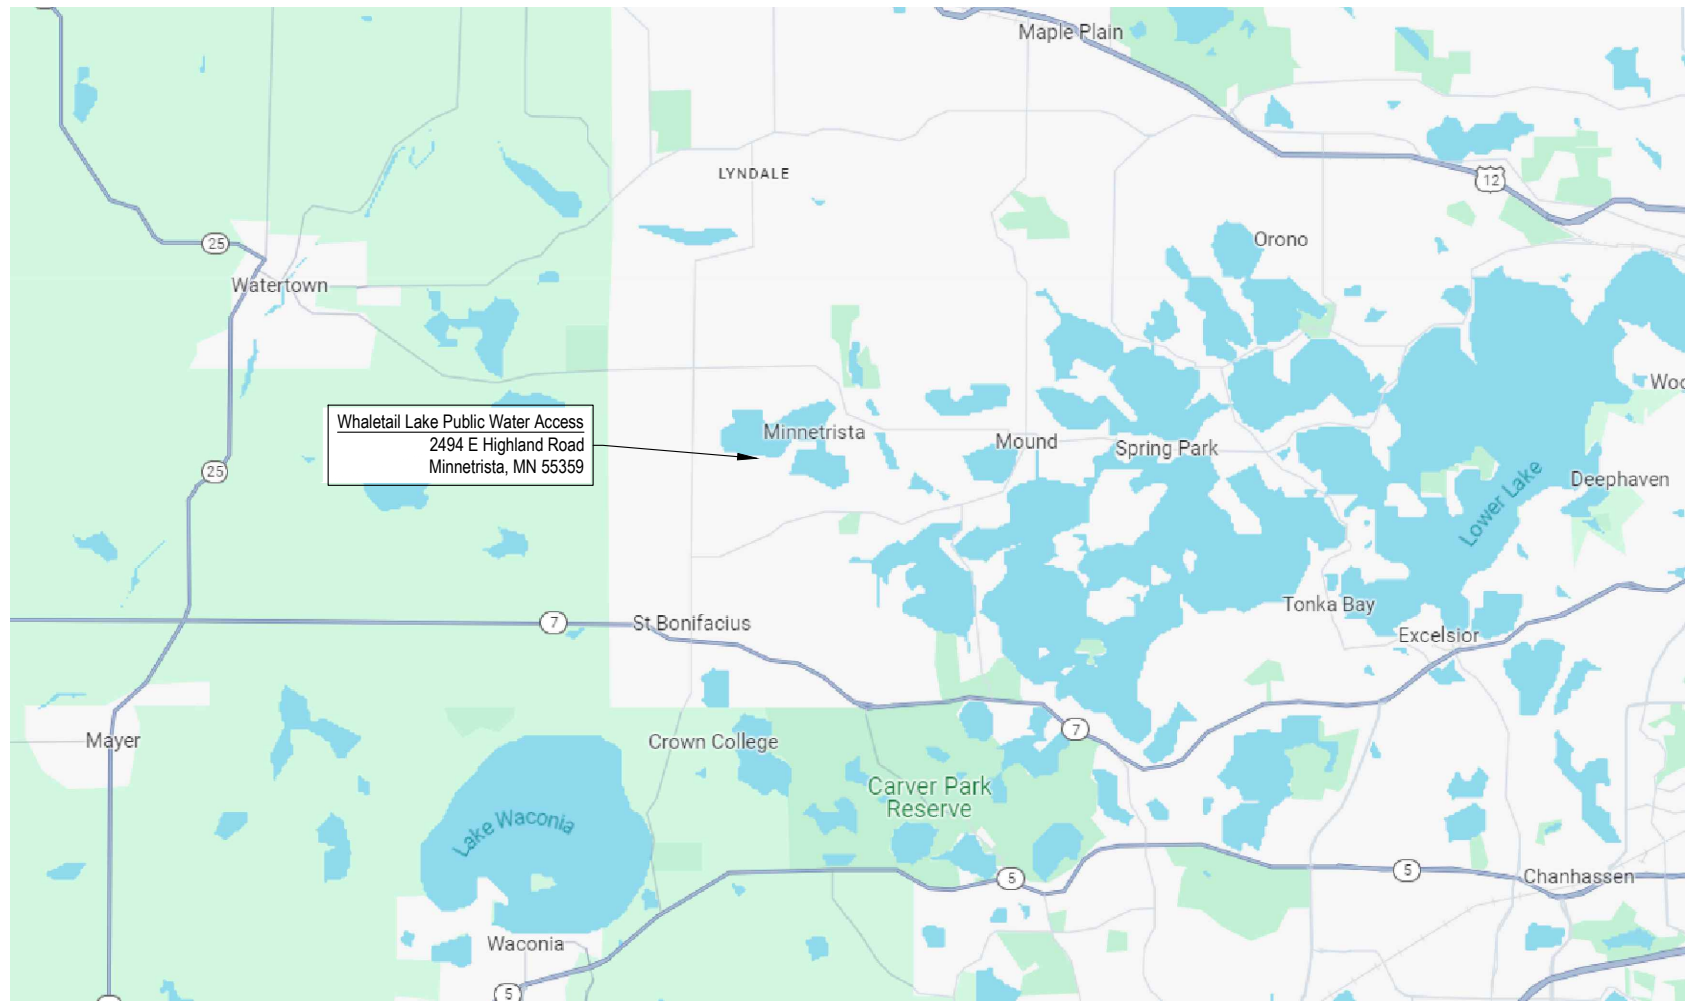 Maple Plain
LYNDALE
12
25
Orono
Watertown
Whaletail Lake Public Water Access
2494 E Highland Road
Minnetrista, MN 55359
Minnetrista
Mound
Spring Park
25
Deephaven
Lower Lake
7
St Bonifacius
Tonka Bay
Excelsior
Mayer
Crown College
7
Carver Park
Reserve
Lake Waconia
5
5
Chanhassen
Waconia
5